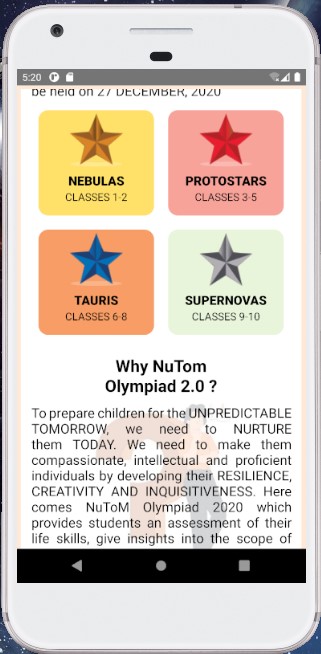 5:20
be held on 27 DECEMBER, 2020
NEBULAS
CLASSES 1-2
PROTOSTARS
CLASSES 3-5
TAURIS
CLASSES 6-8
SUPERNOVAS
CLASSES 9-10
Why NuTom
Olympiad 2.0 ?
To prepare children for the UNPREDICTABLE
TOMORROW, we need to NURTURE
them TODAY. We need to make them
compassionate, intellectual and proficient
individuals by developing their RESILIENCE,
CREATIVITY AND INQUISITIVENESS. Here
comes NuToM Olympiad 2020 which
provides students an assessment of their
life skills, give insights into the scope of